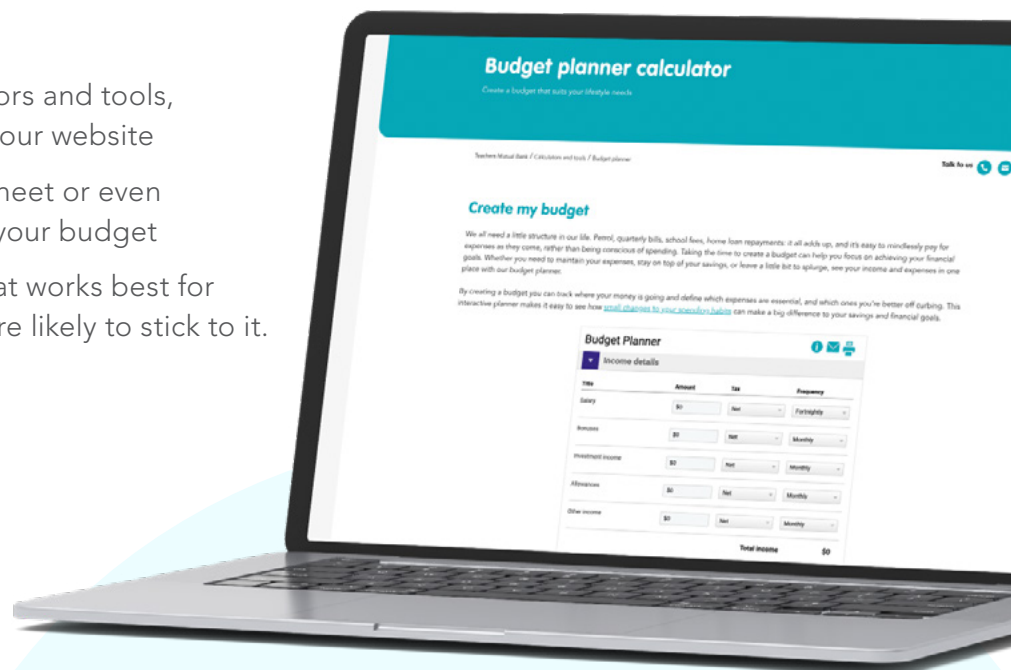 ors and tools,
our website
heet or even
your budget
at works best for
re likely to stick to it.
Budget planner calculator
Create a budget that suits your lifestyle needs
Teachers Mutual Bank / Calculators and tools / Budget planner
Talk to us
Create my budget
We all need a little structure in our life. Petrol, quarterly bills, school fees, home loan repayments: it all adds up, and it's easy to mindlessly pay for
expenses as they come, rather than being conscious of spending. Taking the time to create a budget can help you focus on achieving your financial
goals. Whether you need to maintain your expenses, stay on top of your savings, or leave a little bit to splurge, see your income and expenses in one
place with our budget planner.
By creating a budget you can track where your money is going and define which expenses are essential, and which ones you're better off curbing. This
interactive planner makes it easy to see how small changes to your spending habits can make a big difference to your savings and financial goals.
Budget Planner
Income details
Title Amount Tax Frequency
Salary $0 Net Fortnightly
Bonuses $0 Net Monthly
Investment income $0 Net Monthly
Allowances $0 Net Monthly
Other income $0 Net Monthly
Total income $0